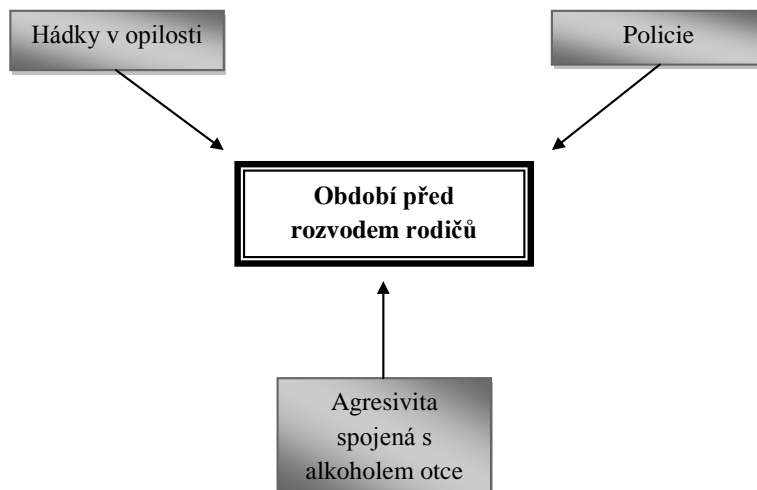 Hádky v opilosti
Policie
Období před
rozvodem rodičů
Agresivita
spojená s
alkoholem otce